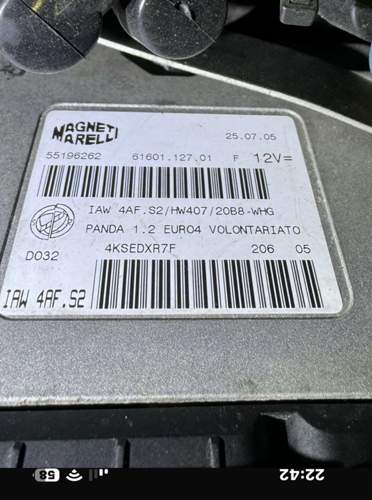 MAGNETI
MARELLI
25.07.05
55196262 61601.127.01 F 12V=
IAW 4AF.S2/HW407/20B8-WHG
PANDA 1.2 EURO4 VOLONTARIATO
D032 4KSEDXR7F 206 05
IAW 4AF.S2
22:42
58